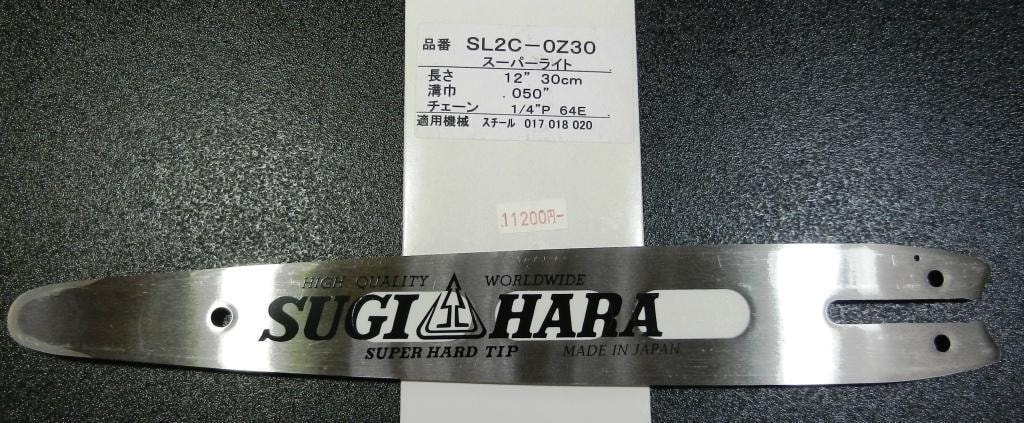 品番 SL2C-0Z30
スーパーライト
長さ 12” 30cm
溝巾 .050”
チェーン 1/4”P 64E
適用機械 スチール 017 018 020
11200円-
HIGH QUALITY WORLDWIDE
SUGI HARA
SUPER HARD TIP MADE IN JAPAN